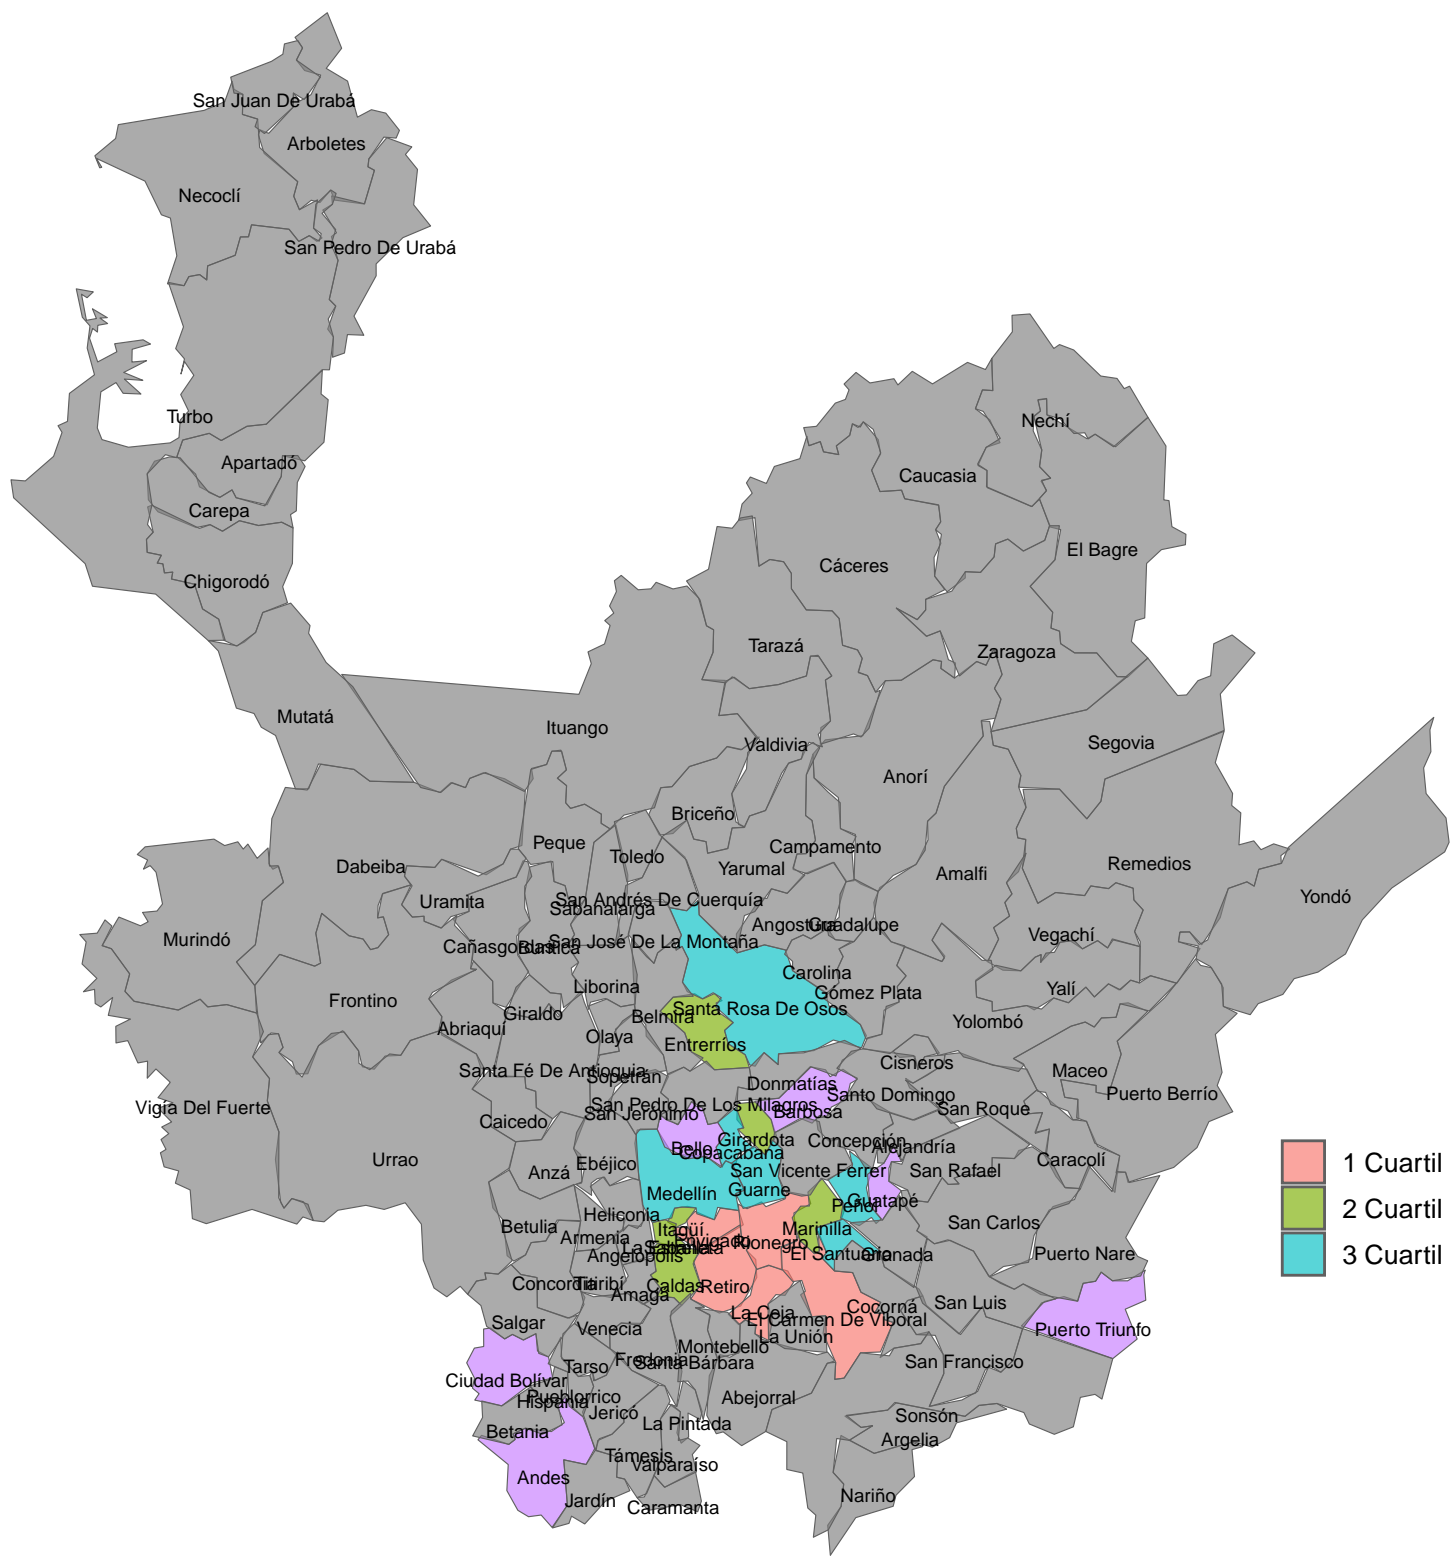 San Juan De Urabá
Arboletes
Necoclí
San Pedro De Urabá
Turbo
Apartadó
Carepa
Chigorodó
Nechí
Caucasia
El Bagre
Cáceres
Tarazá
Zaragoza
Mutatá
Ituango
Valdivia
Segovia
Anorí
Briceño
Peque
Toledo
Campamento
Dabeiba
Yarumal
Amalfi
Remedios
Yondó
Uramita
San Andrés De Cuerquía
Sabanalarga
Angostura
Guadalupe
Vegachí
Murindó
Cañasgordas
Buriticá
San José De La Montaña
Carolina
Liborina
Gómez Plata
Yalí
Frontino
Giraldo
Belmira
Santa Rosa De Osos
Abriaquí
Olaya
Entrerríos
Yolombó
Santa Fé De Antioquia
Sopetrán
Cisneros
Maceo
Donmatías
Santo Domingo
Puerto Berrío
Vigía Del Fuerte
San Pedro De Los Milagros
San Jerónimo
Barbosa
San Roque
Caicedo
Girardota
Concepción
Alejandría
Bello
Copacabana
Urrao
Anzá
Ebéjico
San Vicente Ferrer
San Rafael
Caracolí
Medellín
Guarne
Peñol
Guatapé
Heliconia
Betulia
Armenia
Itagüí
Envigado
Rionegro
Marinilla
San Carlos
La Estrella
Sabaneta
Angelópolis
El Santuario
Granada
Puerto Nare
Concordia
Titiribí
Amagá
Caldas
Retiro
La Ceja
El Carmen De Viboral
Cocorná
San Luis
Salgar
Venecia
La Unión
Puerto Triunfo
Montebello
Tarso
Fredonia
Santa Bárbara
San Francisco
Ciudad Bolívar
Pueblorrico
Hispania
Jericó
Abejorral
Betania
La Pintada
Sonsón
Argelia
Támesis
Valparaíso
Andes
Jardín
Caramanta
Nariño
1 Cuartil
2 Cuartil
3 Cuartil